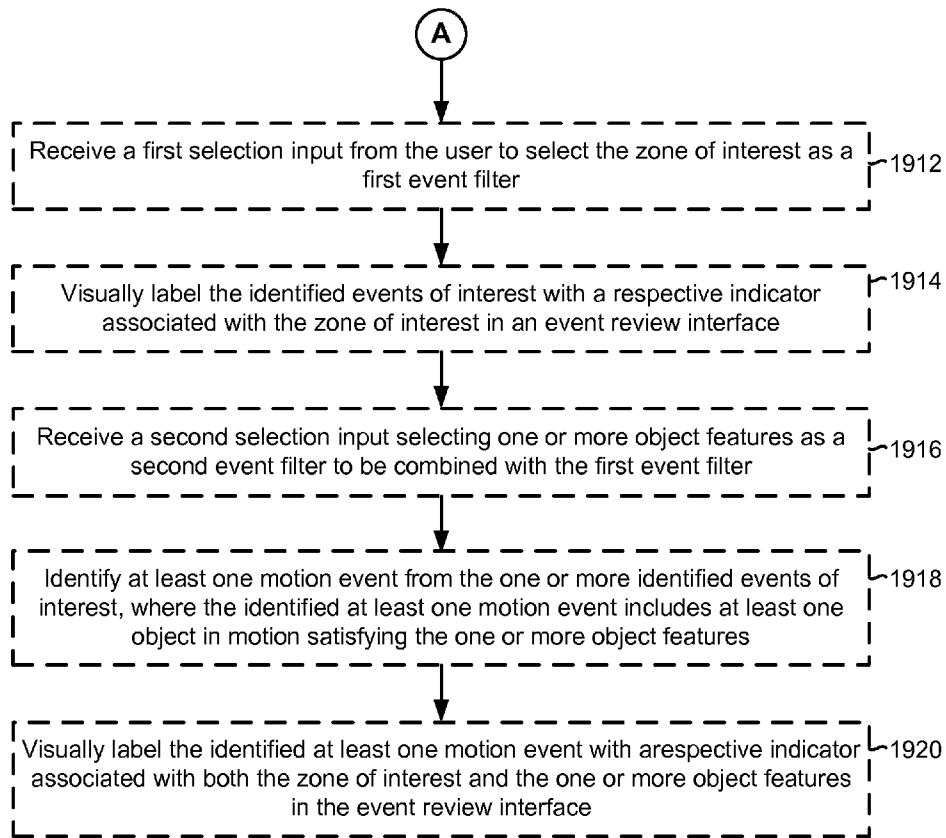 A
Receive a first selection input from the user to select the zone of interest as a
first event filter
1912
Visually label the identified events of interest with a respective indicator
associated with the zone of interest in an event review interface
1914
Receive a second selection input selecting one or more object features as a
second event filter to be combined with the first event filter
1916
Identify at least one motion event from the one or more identified events of
interest, where the identified at least one motion event includes at least one
object in motion satisfying the one or more object features
1918
Visually label the identified at least one motion event with arespective indicator
associated with both the zone of interest and the one or more object features
in the event review interface
1920